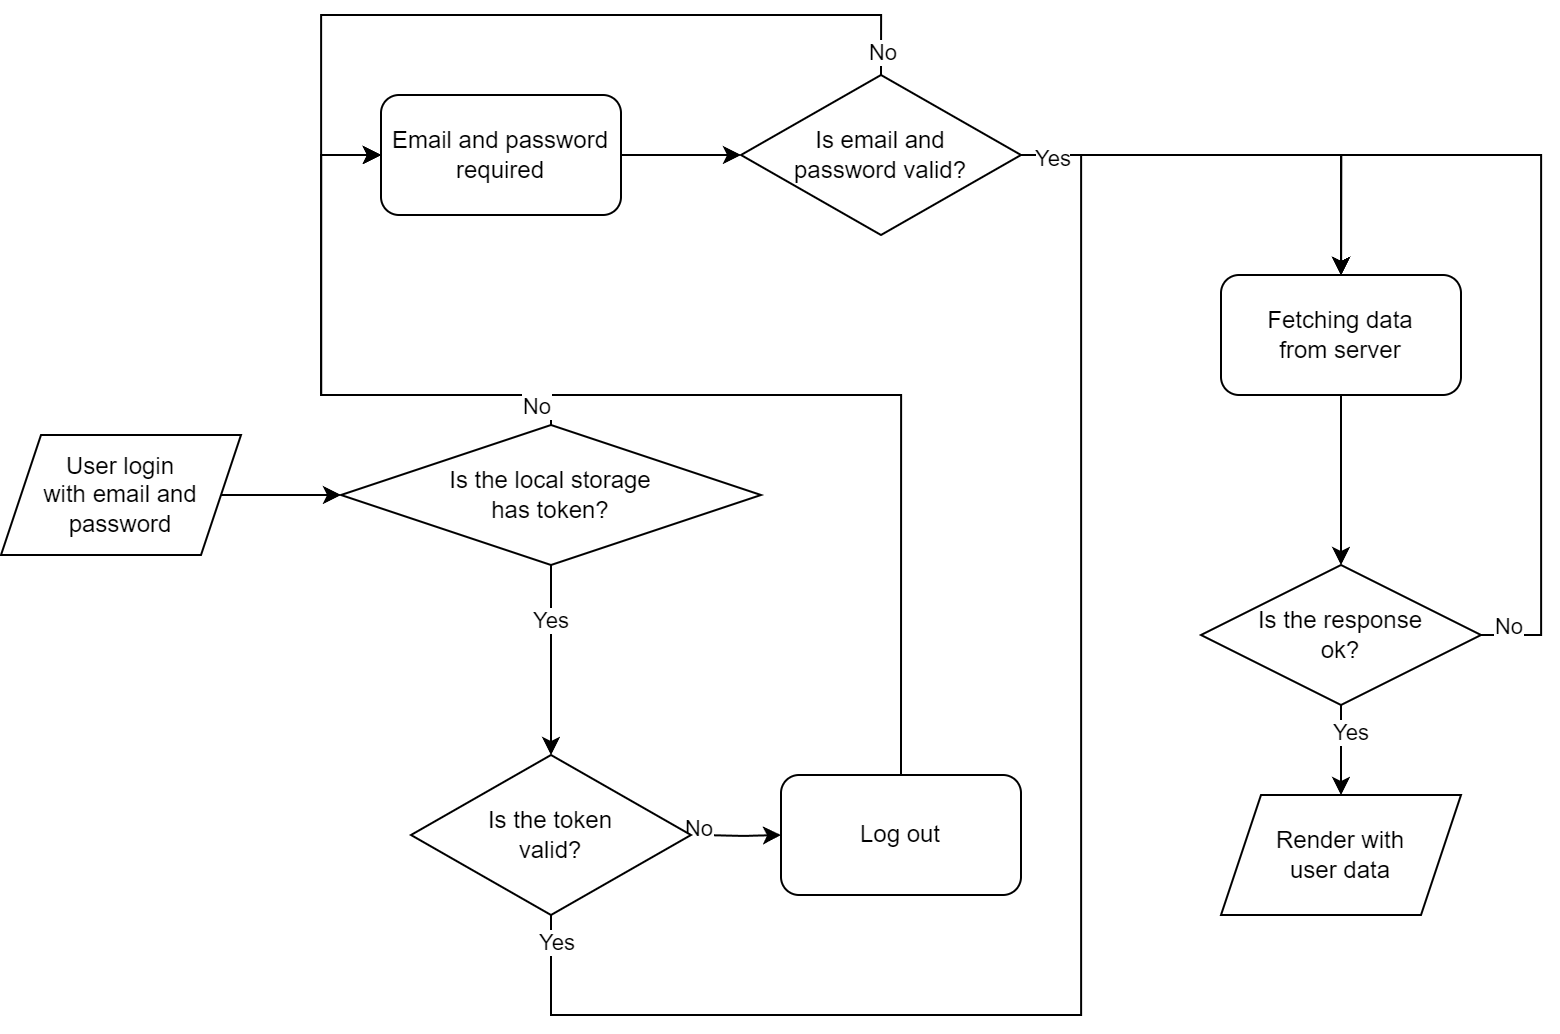 No
Email and password
required
Is email and
password valid?
Yes
Fetching data
from server
No
User login
with email and
password
Is the local storage
has token?
Yes
Is the response
ok?
No
Yes
Is the token
valid?
No
Log out
Render with
user data
Yes